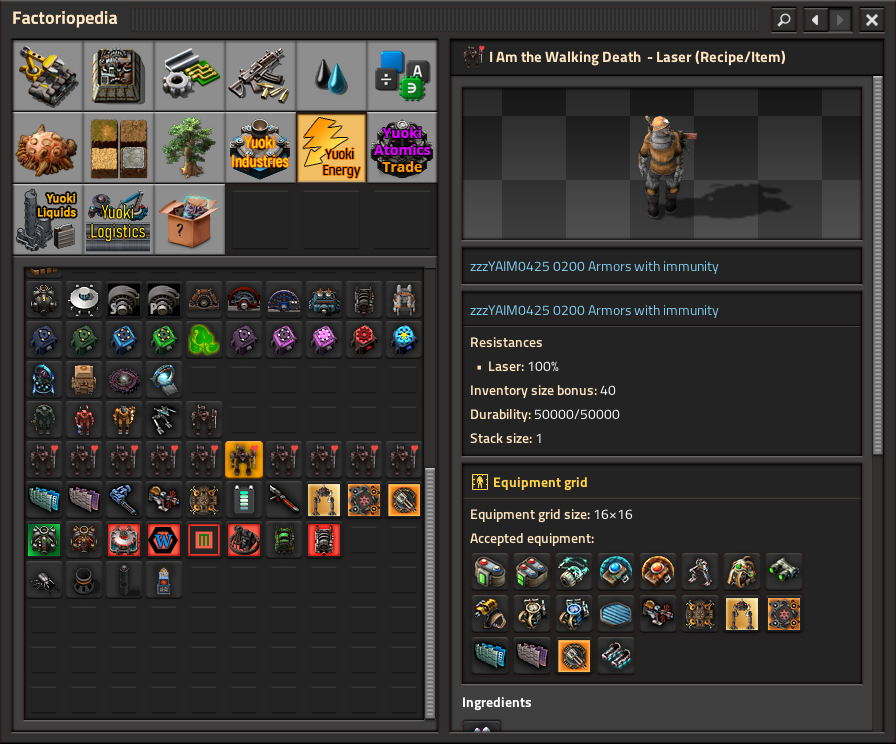 Factoriopedia
Yuoki
Industries
Yuoki
Energy
Yuoki
Atomics
Trade
Yuoki
Liquids
Yuoki
Logistics
?
I Am the Walking Death - Laser (Recipe/Item)
zzzYAIM0425 0200 Armors with immunity
zzzYAIM0425 0200 Armors with immunity
Resistances
• Laser: 100%
Inventory size bonus: 40
Durability: 50000/50000
Stack size: 1
Equipment grid
Equipment grid size: 16×16
Accepted equipment:
Ingredients